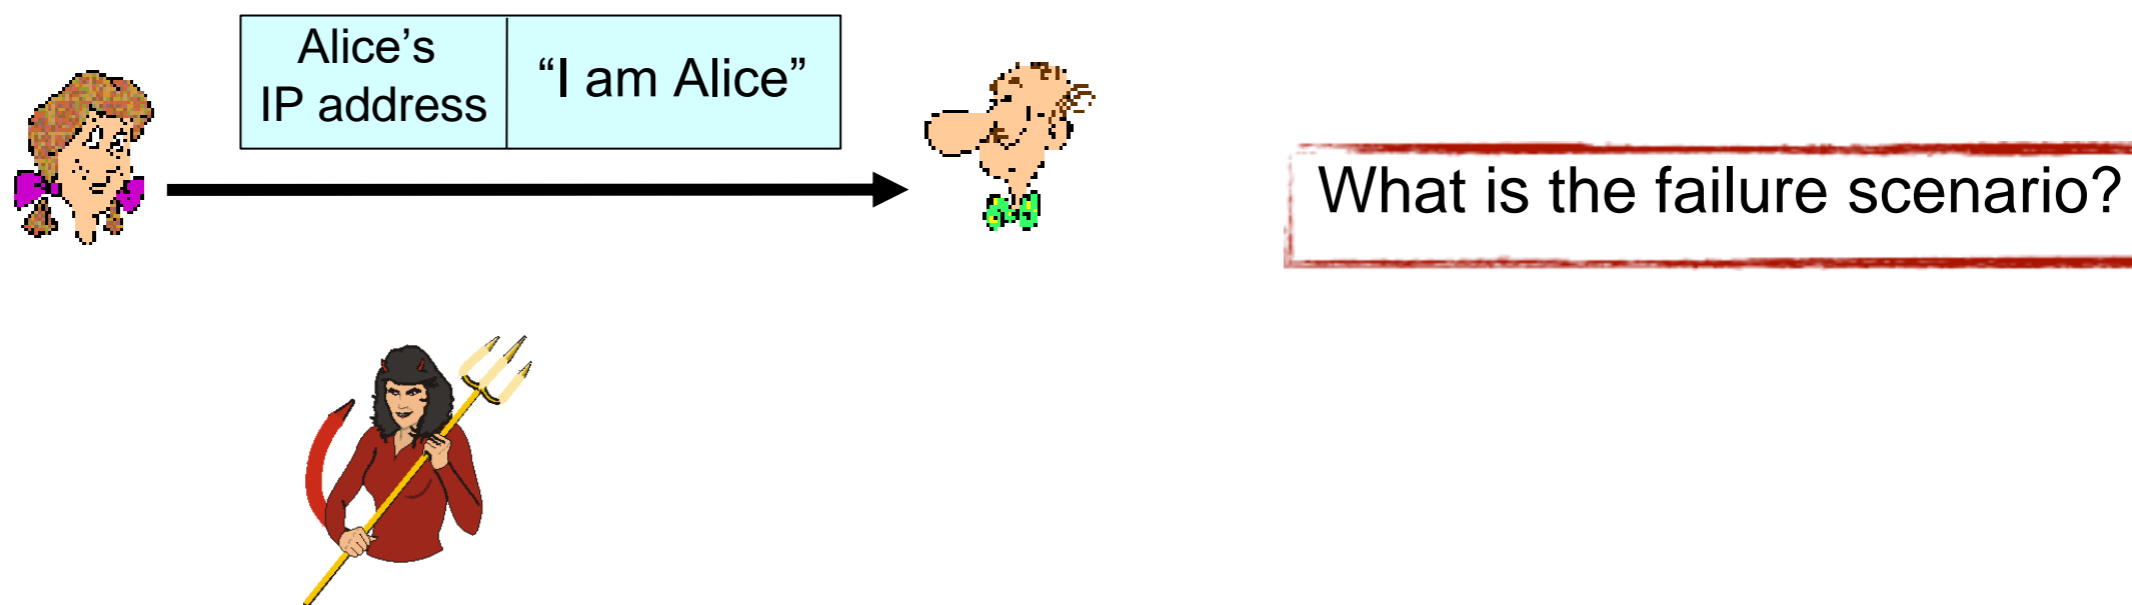 Alice’s
IP address
“I am Alice”
What is the failure scenario?